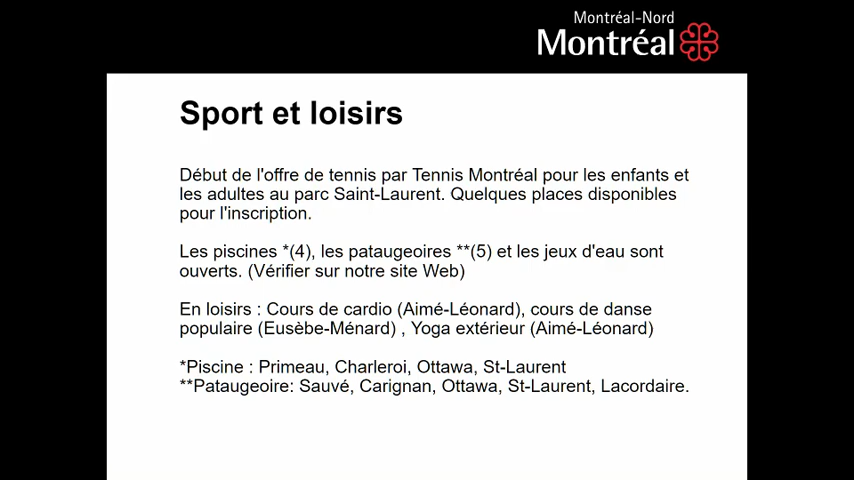 Montréal-Nord
Montréal
Sport et loisirs
Début de l'offre de tennis par Tennis Montréal pour les enfants et
les adultes au parc Saint-Laurent. Quelques places disponibles
pour l'inscription.
Les piscines *(4), les pataugeoires **(5) et les jeux d'eau sont
ouverts. (Vérifier sur notre site Web)
En loisirs : Cours de cardio (Aimé-Léonard), cours de danse
populaire (Eusèbe-Ménard) , Yoga extérieur (Aimé-Léonard)
*Piscine : Primeau, Charleroi, Ottawa, St-Laurent
**Pataugeoire: Sauvé, Carignan, Ottawa, St-Laurent, Lacordaire.